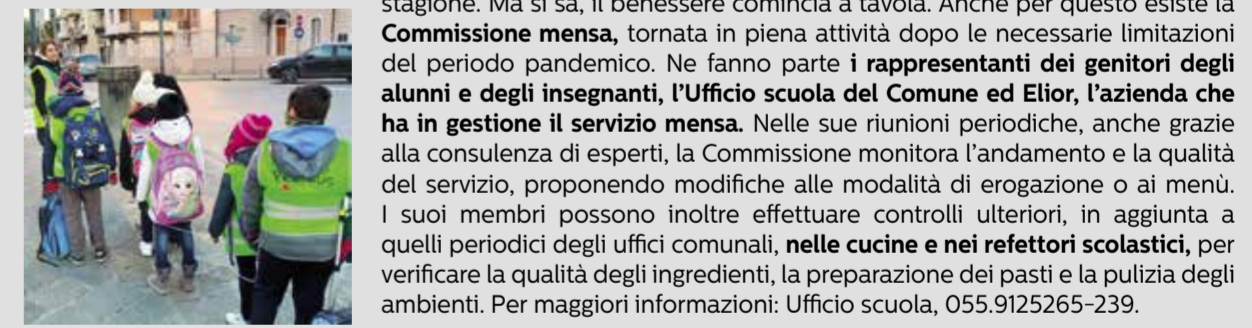 stagione. Ma si sa, il benessere comincia a tavola. Anche per questo esiste la
Commissione mensa, tornata in piena attività dopo le necessarie limitazioni
del periodo pandemico. Ne fanno parte i rappresentanti dei genitori degli
alunni e degli insegnanti, l'Ufficio scuola del Comune ed Elior, l'azienda che
ha in gestione il servizio mensa. Nelle sue riunioni periodiche, anche grazie
alla consulenza di esperti, la Commissione monitora l'andamento e la qualità
del servizio, proponendo modifiche alle modalità di erogazione o ai menù.
I suoi membri possono inoltre effettuare controlli ulteriori, in aggiunta a
quelli periodici degli uffici comunali, nelle cucine e nei refettori scolastici, per
verificare la qualità degli ingredienti, la preparazione dei pasti e la pulizia degli
ambienti. Per maggiori informazioni: Ufficio scuola, 055.9125265-239.